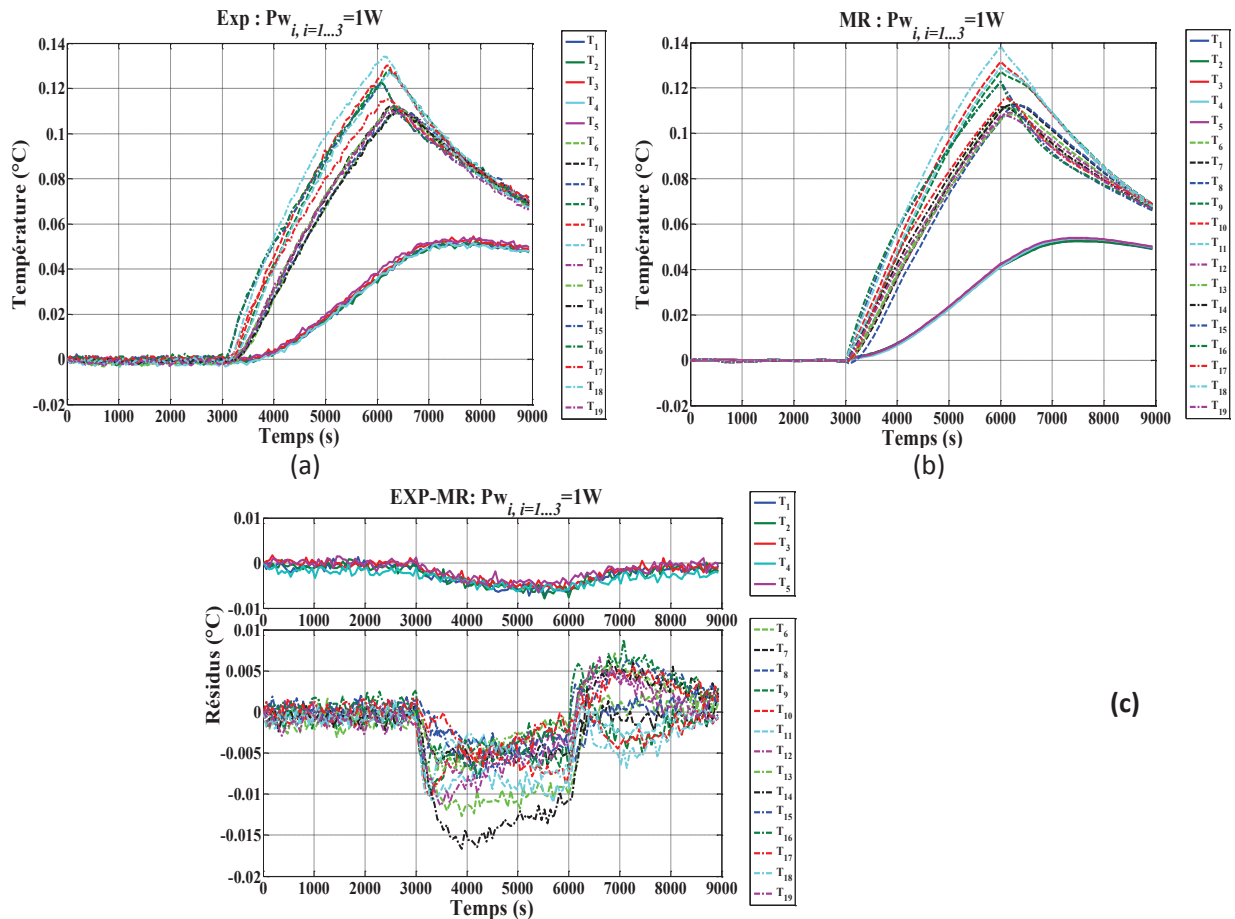 Exp : Pw i, i=1...3=1W
Température (°C)
0.14
0.12
0.1
0.08
0.06
0.04
0.02
0
-0.02
0 1000 2000 3000 4000 5000 6000 7000 8000 9000
Temps (s)
T1
T2
T3
T4
T5
T6
T7
T8
T9
T10
T11
T12
T13
T14
T15
T16
T17
T18
T19
(a)
MR : Pw i, i=1...3=1W
Température (°C)
0.14
0.12
0.1
0.08
0.06
0.04
0.02
0
-0.02
0 1000 2000 3000 4000 5000 6000 7000 8000 9000
Temps (s)
T1
T2
T3
T4
T5
T6
T7
T8
T9
T10
T11
T12
T13
T14
T15
T16
T17
T18
T19
(b)
EXP-MR: Pw i, i=1...3=1W
0.01
0
-0.01
0 1000 2000 3000 4000 5000 6000 7000 8000 9000
T1
T2
T3
T4
T5
Résidus (°C)
0.01
0.005
0
-0.005
-0.01
-0.015
-0.02
0 1000 2000 3000 4000 5000 6000 7000 8000 9000
Temps (s)
T6
T7
T8
T9
T10
T11
T12
T13
T14
T15
T16
T17
T18
T19
(c)